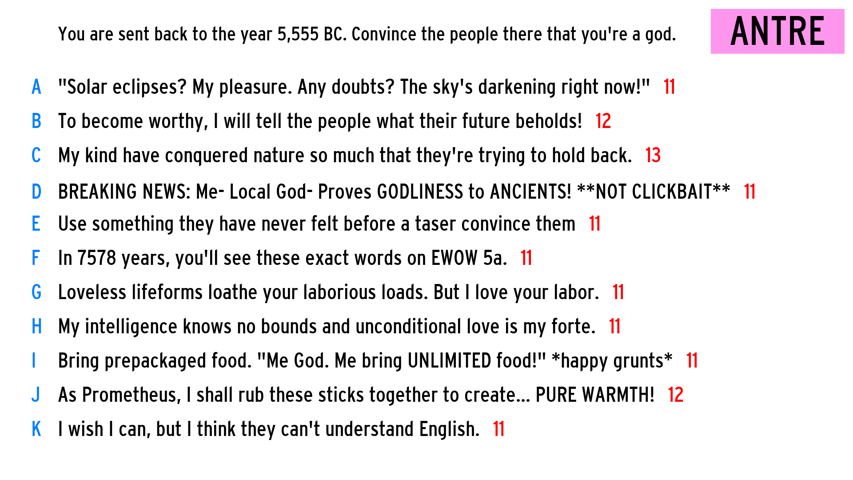 You are sent back to the year 5,555 BC. Convince the people there that you're a god.
ANTRE
A "Solar eclipses? My pleasure. Any doubts? The sky's darkening right now!" 11
B To become worthy, I will tell the people what their future beholds! 12
C My kind have conquered nature so much that they're trying to hold back. 13
D BREAKING NEWS: Me- Local God- Proves GODLINESS to ANCIENTS! **NOT CLICKBAIT** 11
E Use something they have never felt before a taser convince them 11
F In 7578 years, you'll see these exact words on EWOW 5a. 11
G Loveless lifeforms loathe your laborious loads. But I love your labor. 11
H My intelligence knows no bounds and unconditional love is my forte. 11
I Bring prepackaged food. "Me God. Me bring UNLIMITED food!" *happy grunts* 11
J As Prometheus, I shall rub these sticks together to create... PURE WARMTH! 12
K I wish I can, but I think they can't understand English. 11